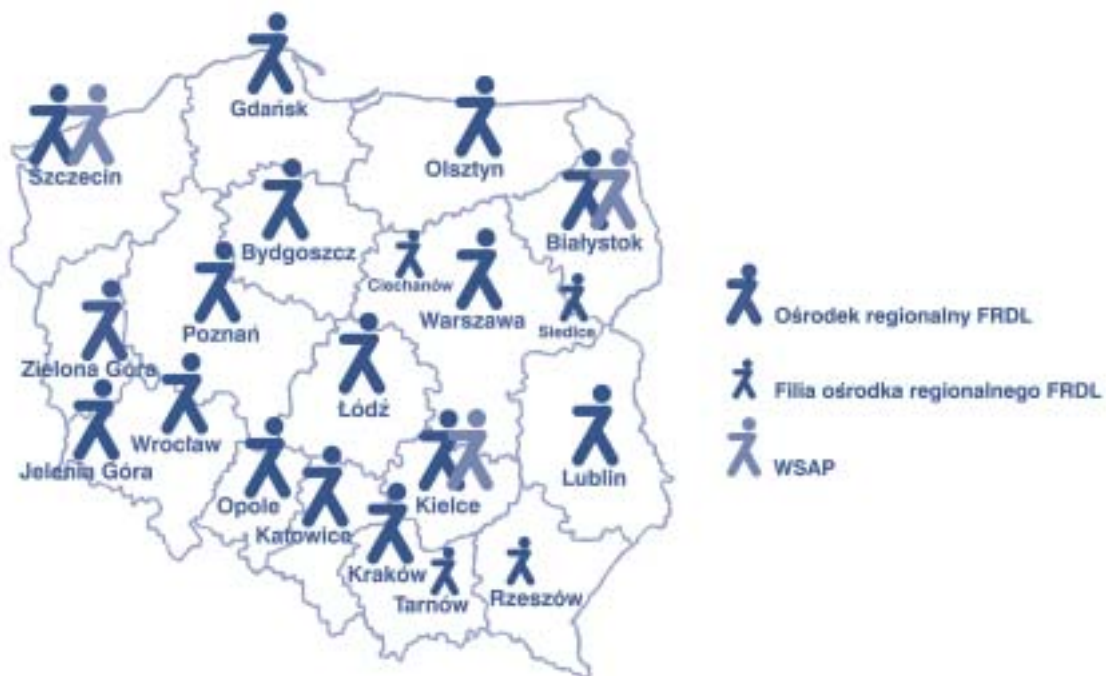 Gdańsk
Szczecin
Olsztyn
Białystok
Bydgoszcz
Ciechanów
Warszawa
Siedlce
Poznań
Zielona Góra
Łódź
Wrocław
Jelenia Góra
Opole
Katowice
Kielce
Lublin
Kraków
Tarnów
Rzeszów
Ośrodek regionalny FRDL
Filia ośrodka regionalnego FRDL
WSAP